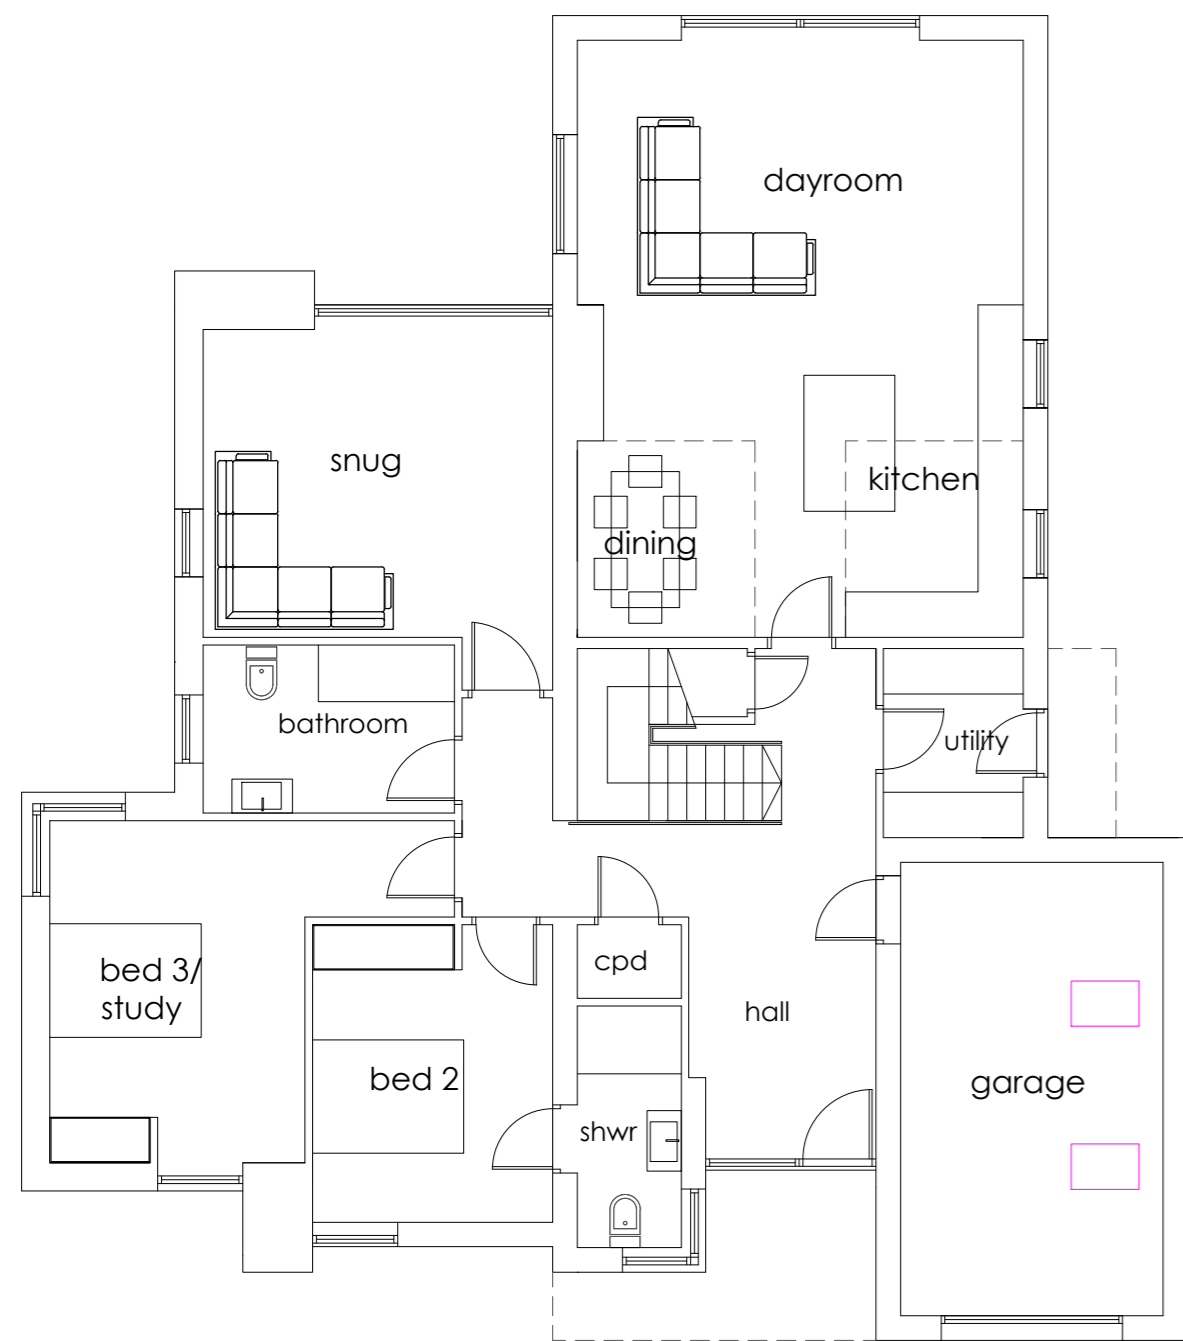 dayroom
snug
kitchen
dining
bathroom
utility
bed 3/
study
cpd
hall
bed 2
garage
shwr